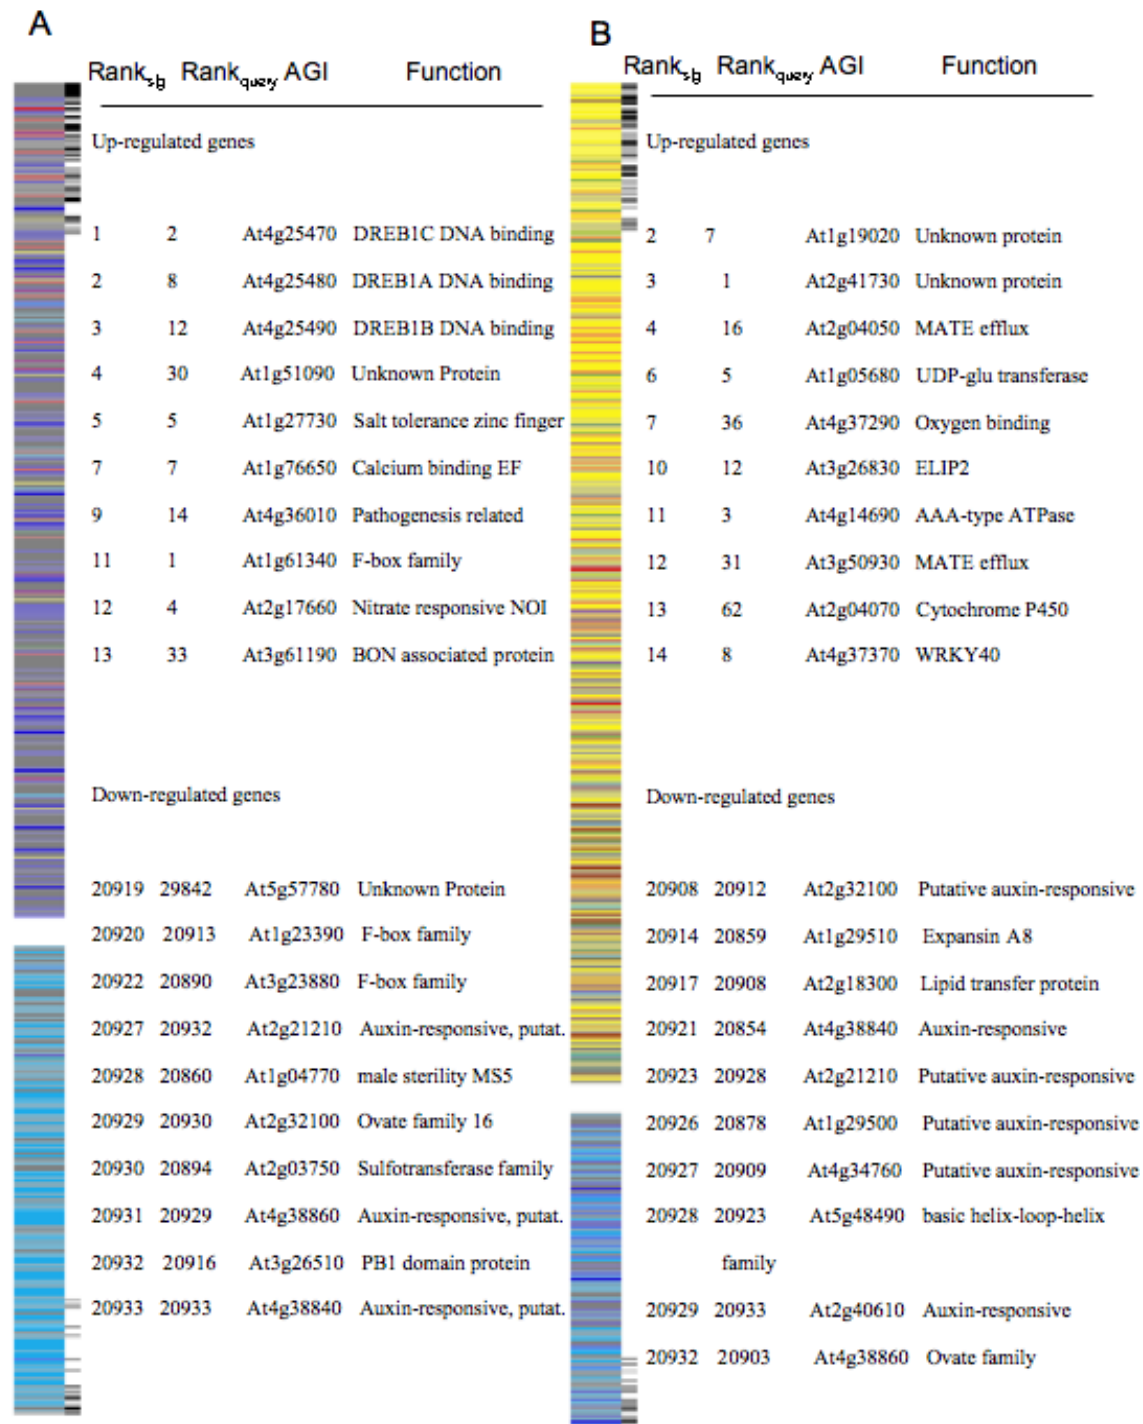 A
Rank_sig Rank_query AGI Function
Up-regulated genes
1 2 At4g25470 DREB1C DNA binding
2 8 At4g25480 DREB1A DNA binding
3 12 At4g25490 DREB1B DNA binding
4 30 At1g51090 Unknown Protein
5 5 At1g27730 Salt tolerance zinc finger
7 7 At1g76650 Calcium binding EF
9 14 At4g36010 Pathogenesis related
11 1 At1g61340 F-box family
12 4 At2g17660 Nitrate responsive NOI
13 33 At3g61190 BON associated protein
Down-regulated genes
20919 29842 At5g57780 Unknown Protein
20920 20913 At1g23390 F-box family
20922 20890 At3g23880 F-box family
20927 20932 At2g21210 Auxin-responsive, putat.
20928 20860 At1g04770 male sterility MS5
20929 20930 At2g32100 Ovate family 16
20930 20894 At2g03750 Sulfotransferase family
20931 20929 At4g38860 Auxin-responsive, putat.
20932 20916 At3g26510 PB1 domain protein
20933 20933 At4g38840 Auxin-responsive, putat.
B
Rank_sig Rank_query AGI Function
Up-regulated genes
2 7 At1g19020 Unknown protein
3 1 At2g41730 Unknown protein
4 16 At2g04050 MATE efflux
6 5 At1g05680 UDP-glu transferase
7 36 At4g37290 Oxygen binding
10 12 At3g26830 ELIP2
11 3 At4g14690 AAA-type ATPase
12 31 At3g50930 MATE efflux
13 62 At2g04070 Cytochrome P450
14 8 At4g37370 WRKY40
Down-regulated genes
20908 20912 At2g32100 Putative auxin-responsive
20914 20859 At1g29510 Expansin A8
20917 20908 At2g18300 Lipid transfer protein
20921 20854 At4g38840 Auxin-responsive
20923 20928 At2g21210 Putative auxin-responsive
20926 20878 At1g29500 Putative auxin-responsive
20927 20909 At4g34760 Putative auxin-responsive
20928 20923 At5g48490 basic helix-loop-helix
family
20929 20933 At2g40610 Auxin-responsive
20932 20903 At4g38860 Ovate family